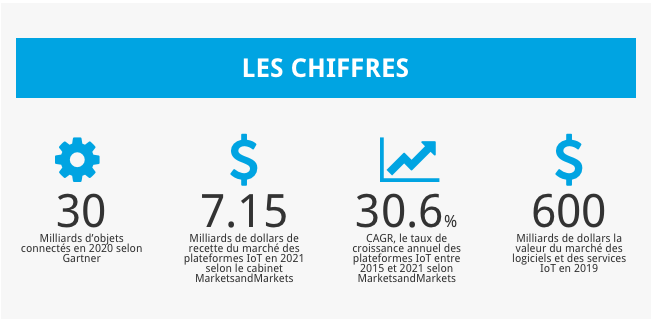 LES CHIFFRES
30
Milliards d'objets
connectés en 2020 selon
Gartner
7.15
Milliards de dollars de
recette du marché des
plateformes IoT en 2021
selon le cabinet
MarketsandMarkets
30.6%
CAGR, le taux de
croissance annuel des
plateformes IoT entre
2015 et 2021 selon
MarketsandMarkets
600
Milliards de dollars la
valeur du marché des
logiciels et des services
IoT en 2019